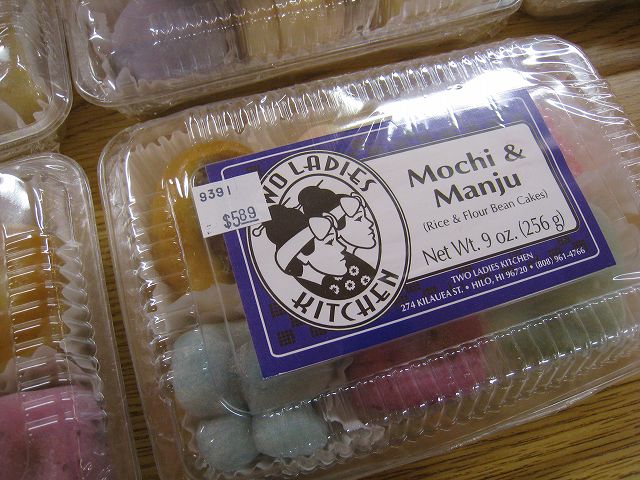 9391
$5.89
TWO LADIES
KITCHEN
Mochi &
Manju
(Rice & Flour Bean Cakes)
Net Wt. 9 oz. (256 g)
TWO LADIES KITCHEN
274 KILAUEA ST. • HILO, HI 96720 • (808) 961-4766